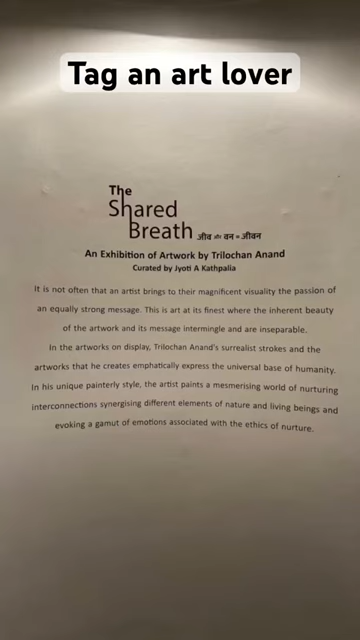 Tag an art lover
The
Shared
Breath जीव और वन = जीवन
An Exhibition of Artwork by Trilochan Anand
Curated by Jyoti A Kathpalia
It is not often that an artist brings to their magnificent visuality the passion of
an equally strong message. This is art at its finest where the inherent beauty
of the artwork and its message intermingle and are inseparable.
In the artworks on display, Trilochan Anand's surrealist strokes and the
artworks that he creates emphatically express the universal base of humanity.
In his unique painterly style, the artist paints a mesmerising world of nurturing
interconnections synergising different elements of nature and living beings and
evoking a gamut of emotions associated with the ethics of nurture.